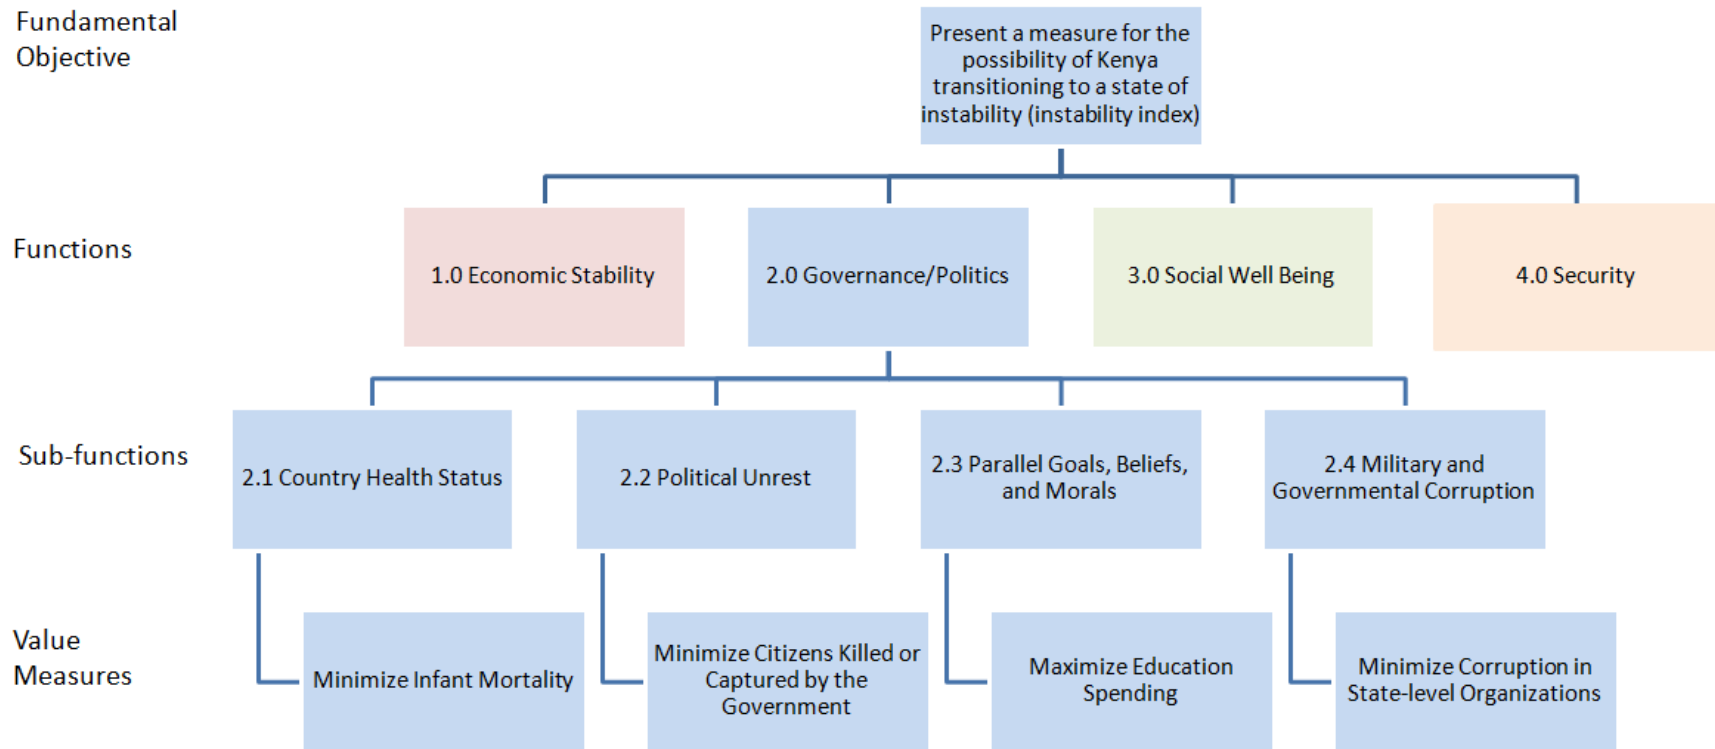 Fundamental
Objective
Present a measure for the
possibility of Kenya
transitioning to a state of
instability (instability index)
Functions
1.0 Economic Stability
2.0 Governance/Politics
3.0 Social Well Being
4.0 Security
Sub-functions
2.1 Country Health Status
2.2 Political Unrest
2.3 Parallel Goals, Beliefs,
and Morals
2.4 Military and
Governmental Corruption
Value
Measures
Minimize Infant Mortality
Minimize Citizens Killed or
Captured by the
Government
Maximize Education
Spending
Minimize Corruption in
State-level Organizations